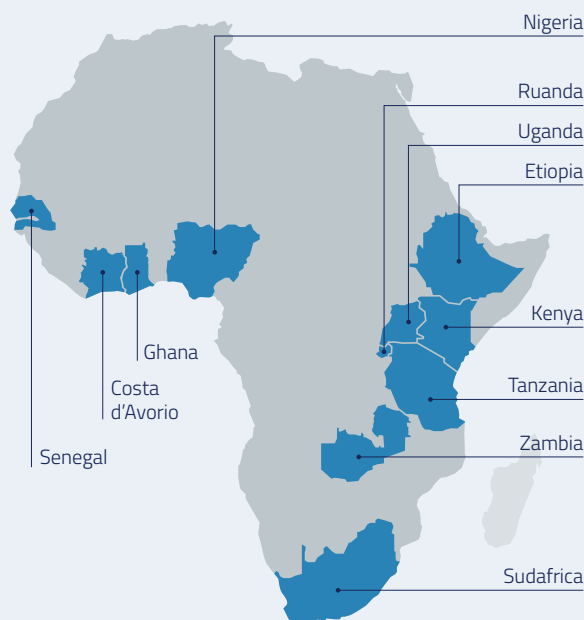 Nigeria
Ruanda
Uganda
Etiopia
Kenya
Ghana
Tanzania
Costa
d’Avorio
Zambia
Senegal
Sudafrica